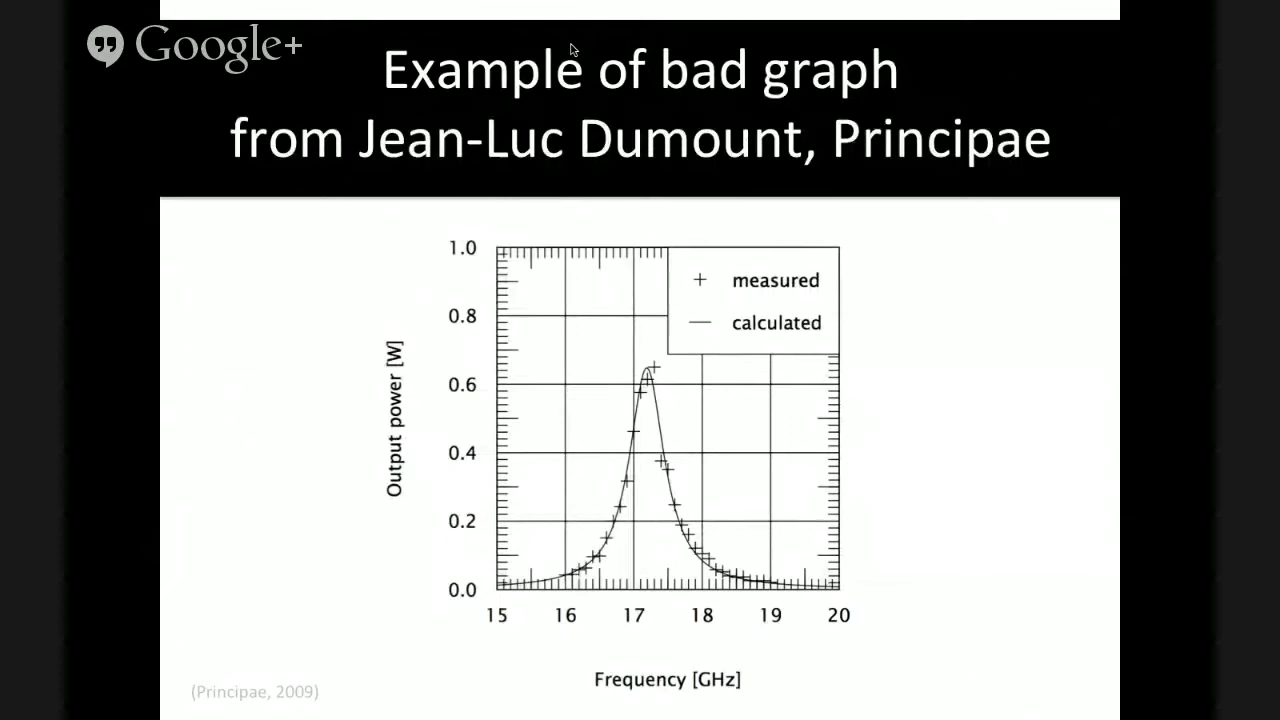 Google+
Example of bad graph
from Jean-Luc Dumount, Principae
1.0
0.8
0.6
0.4
0.2
0.0
Output power [W]
measured
calculated
15 16 17 18 19 20
Frequency [GHz]
(Principae, 2009)